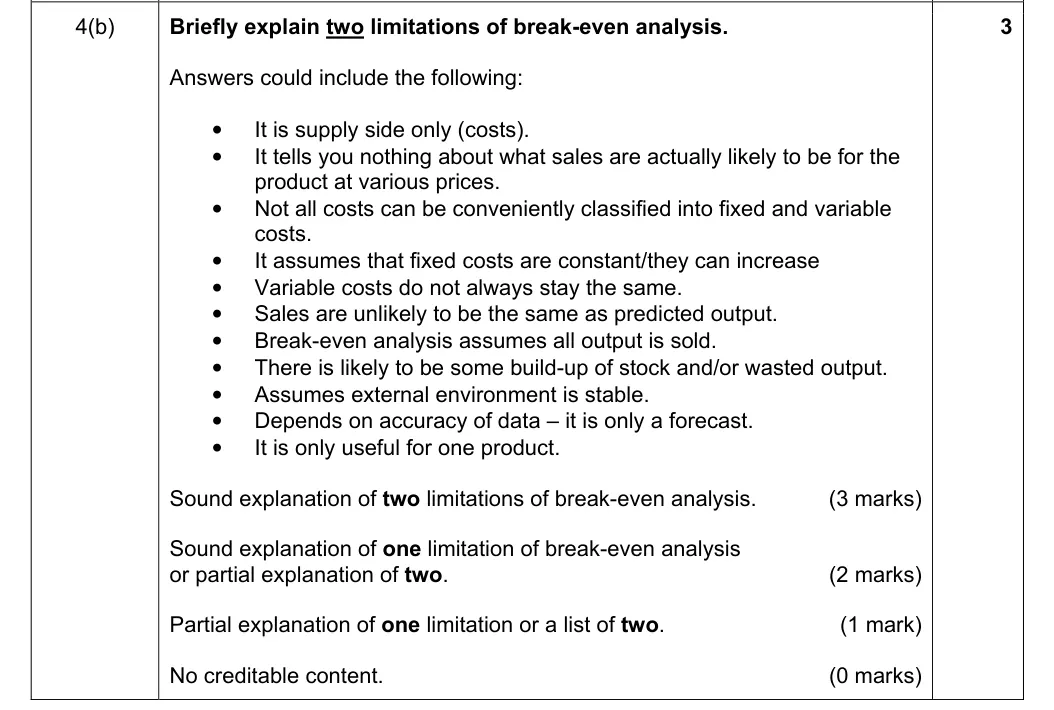 4(b)
Briefly explain two limitations of break-even analysis.
3
Answers could include the following:
• It is supply side only (costs).
• It tells you nothing about what sales are actually likely to be for the
product at various prices.
• Not all costs can be conveniently classified into fixed and variable
costs.
• It assumes that fixed costs are constant/they can increase
• Variable costs do not always stay the same.
• Sales are unlikely to be the same as predicted output.
• Break-even analysis assumes all output is sold.
• There is likely to be some build-up of stock and/or wasted output.
• Assumes external environment is stable.
• Depends on accuracy of data – it is only a forecast.
• It is only useful for one product.
Sound explanation of two limitations of break-even analysis. (3 marks)
Sound explanation of one limitation of break-even analysis
or partial explanation of two. (2 marks)
Partial explanation of one limitation or a list of two. (1 mark)
No creditable content. (0 marks)